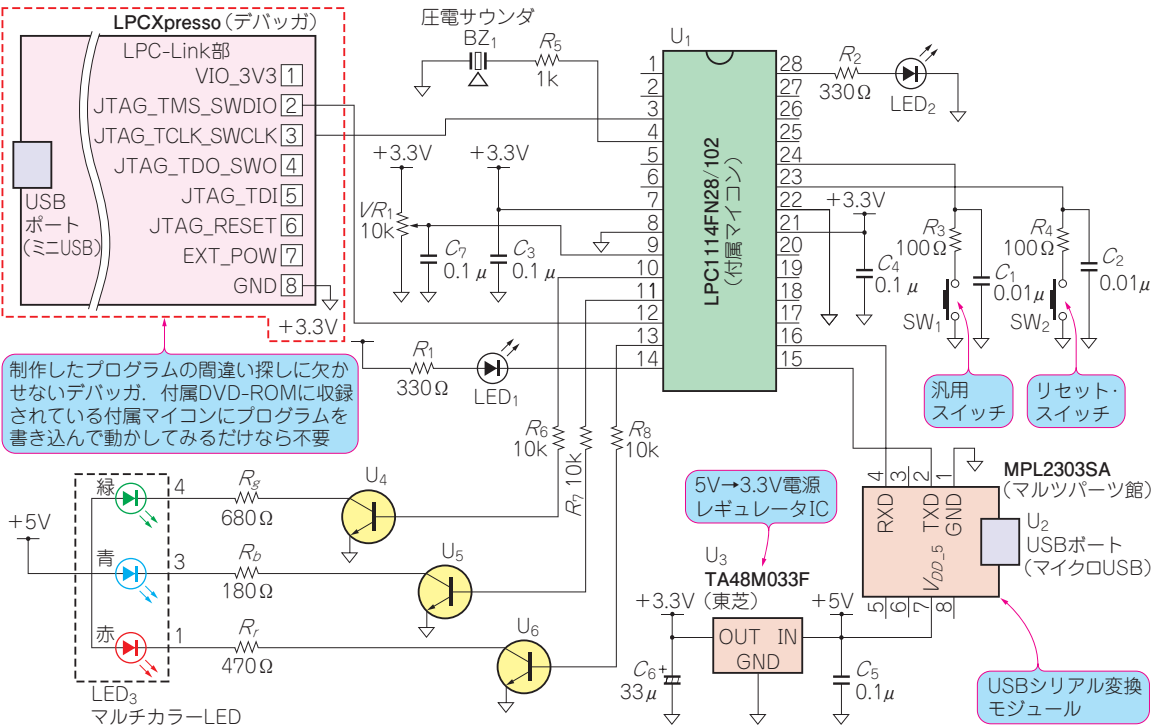 LPCXpresso(デバッガ)
LPC-Link部
VIO_3V3 1
JTAG_TMS_SWDIO 2
JTAG_TCLK_SWCLK 3
JTAG_TDO_SWO 4
JTAG_TDI 5
JTAG_RESET 6
EXT_POW 7
GND 8
USB
ポート
(ミニUSB)
制作したプログラムの間違い探しに欠か
せないデバッガ.付属DVD-ROMに収録
されている付属マイコンにプログラムを
書き込んで動かしてみるだけなら不要
圧電サウンダ
BZ1
R5
1k
+3.3V
VR1
10k
C7
0.1μ
+3.3V
C3
0.1μ
+3.3V
R1
330Ω
LED1
U1
LPC1114FN28/102
(付属マイコン)
1
2
3
4
5
6
7
8
9
10
11
12
13
14
28
27
26
25
24
23
22
21
20
19
18
17
16
15
R2
330Ω
LED2
+3.3V
C4
0.1μ
R3
100Ω
C1
0.01μ
SW1
R4
100Ω
C2
0.01μ
SW2
汎用
スイッチ
リセット・
スイッチ
R6
10k
R7 10k
R8
10k
+5V
緑
4
Rg
680Ω
U4
青
3
Rb
180Ω
U5
赤
1
Rr
470Ω
U6
LED3
マルチカラーLED
5V→3.3V電源
レギュレータIC
U3
TA48M033F
(東芝)
+3.3V
+5V
OUT IN
GND
C6
+
33μ
C5
0.1μ
4
3
2
1
RXD
TXD
GND
VDD_5
5
6
7
8
MPL2303SA
(マルツパーツ館)
U2
USBポート
(マイクロUSB)
USBシリアル変換
モジュール